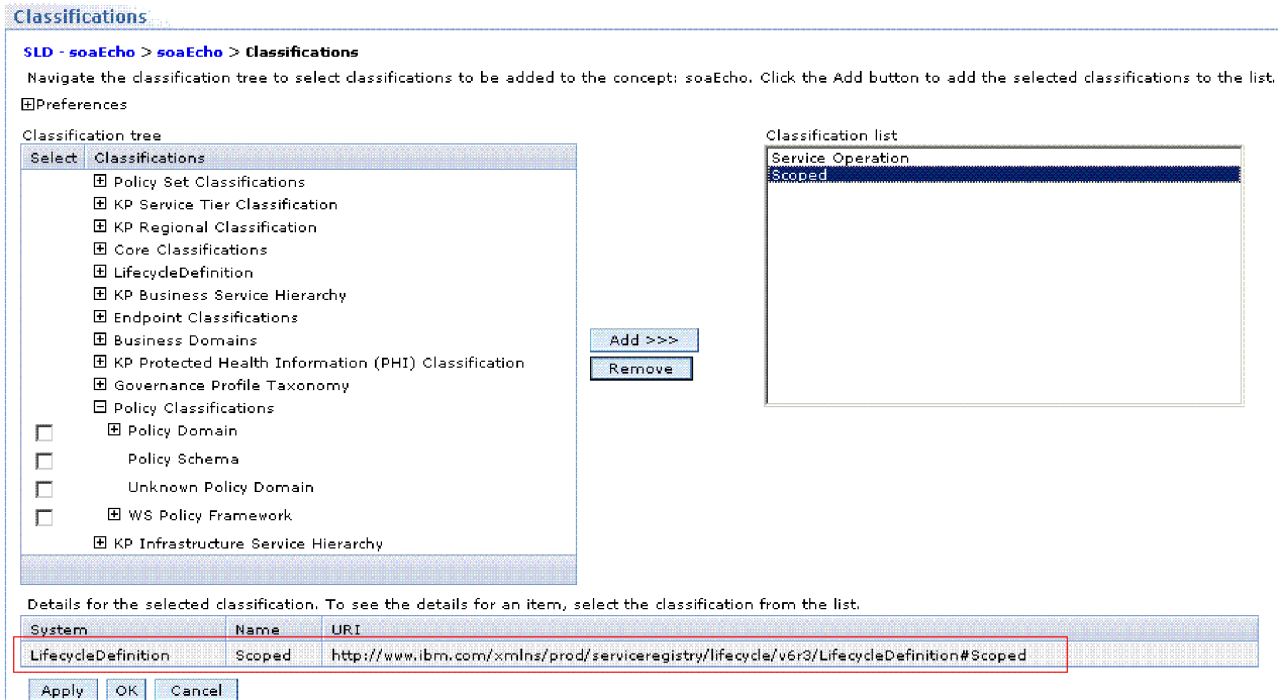 Classifications
SLD - soaEcho > soaEcho > Classifications
Navigate the classification tree to select classifications to be added to the concept: soaEcho. Click the Add button to add the selected classifications to the list.
Preferences
Classification tree
Select Classifications
Policy Set Classifications
KP Service Tier Classification
KP Regional Classification
Core Classifications
LifecycleDefinition
KP Business Service Hierarchy
Endpoint Classifications
Business Domains
KP Protected Health Information (PHI) Classification
Governance Profile Taxonomy
Policy Classifications
Policy Domain
Policy Schema
Unknown Policy Domain
WS Policy Framework
KP Infrastructure Service Hierarchy
Add >>>
Remove
Classification list
Service Operation
Scoped
Details for the selected classification. To see the details for an item, select the classification from the list.
System Name URI
LifecycleDefinition Scoped http://www.ibm.com/xmlns/prod/serviceregistry/lifecycle/v6r3/LifecycleDefinition#Scoped
Apply OK Cancel